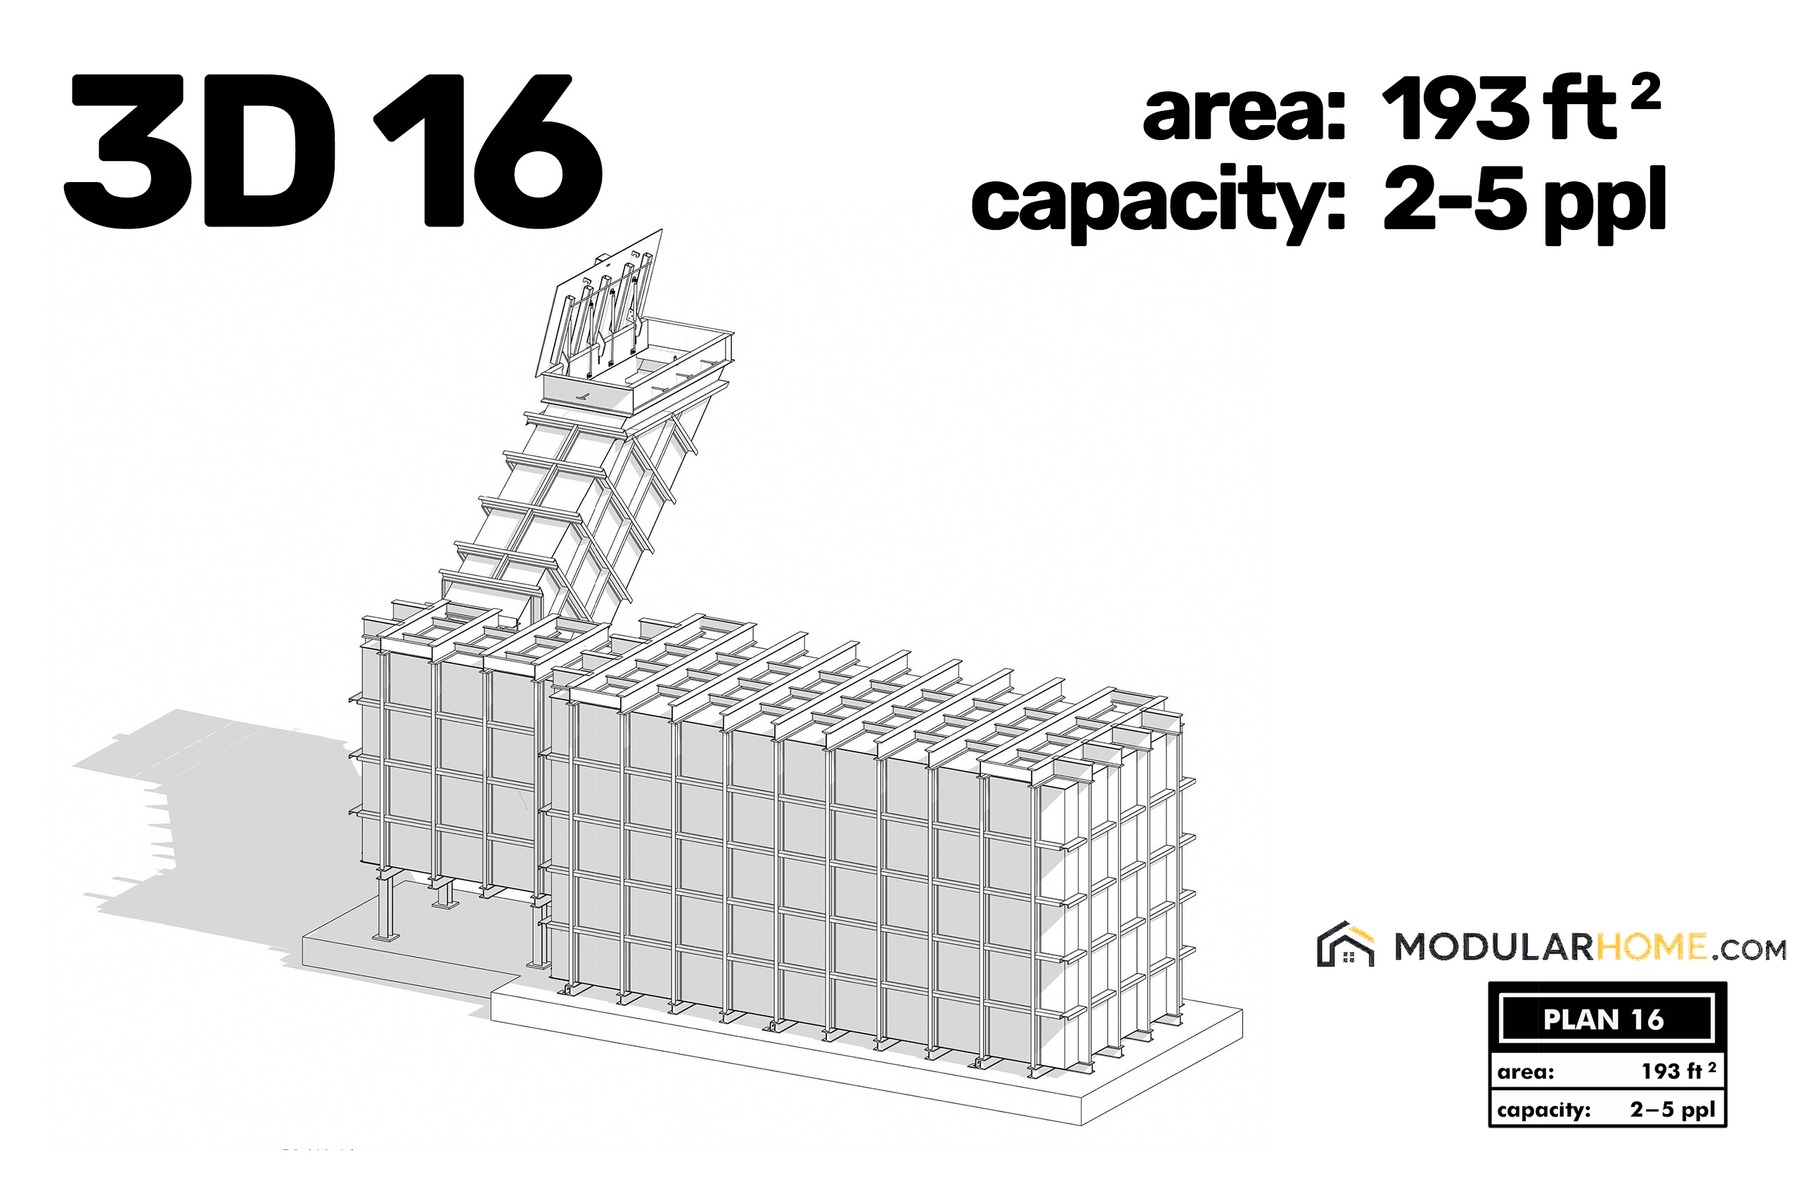 3D 16
area: 193 ft ²
capacity: 2-5 ppl
MODULARHOME.COM
PLAN 16
area: 193 ft ²
capacity: 2-5 ppl